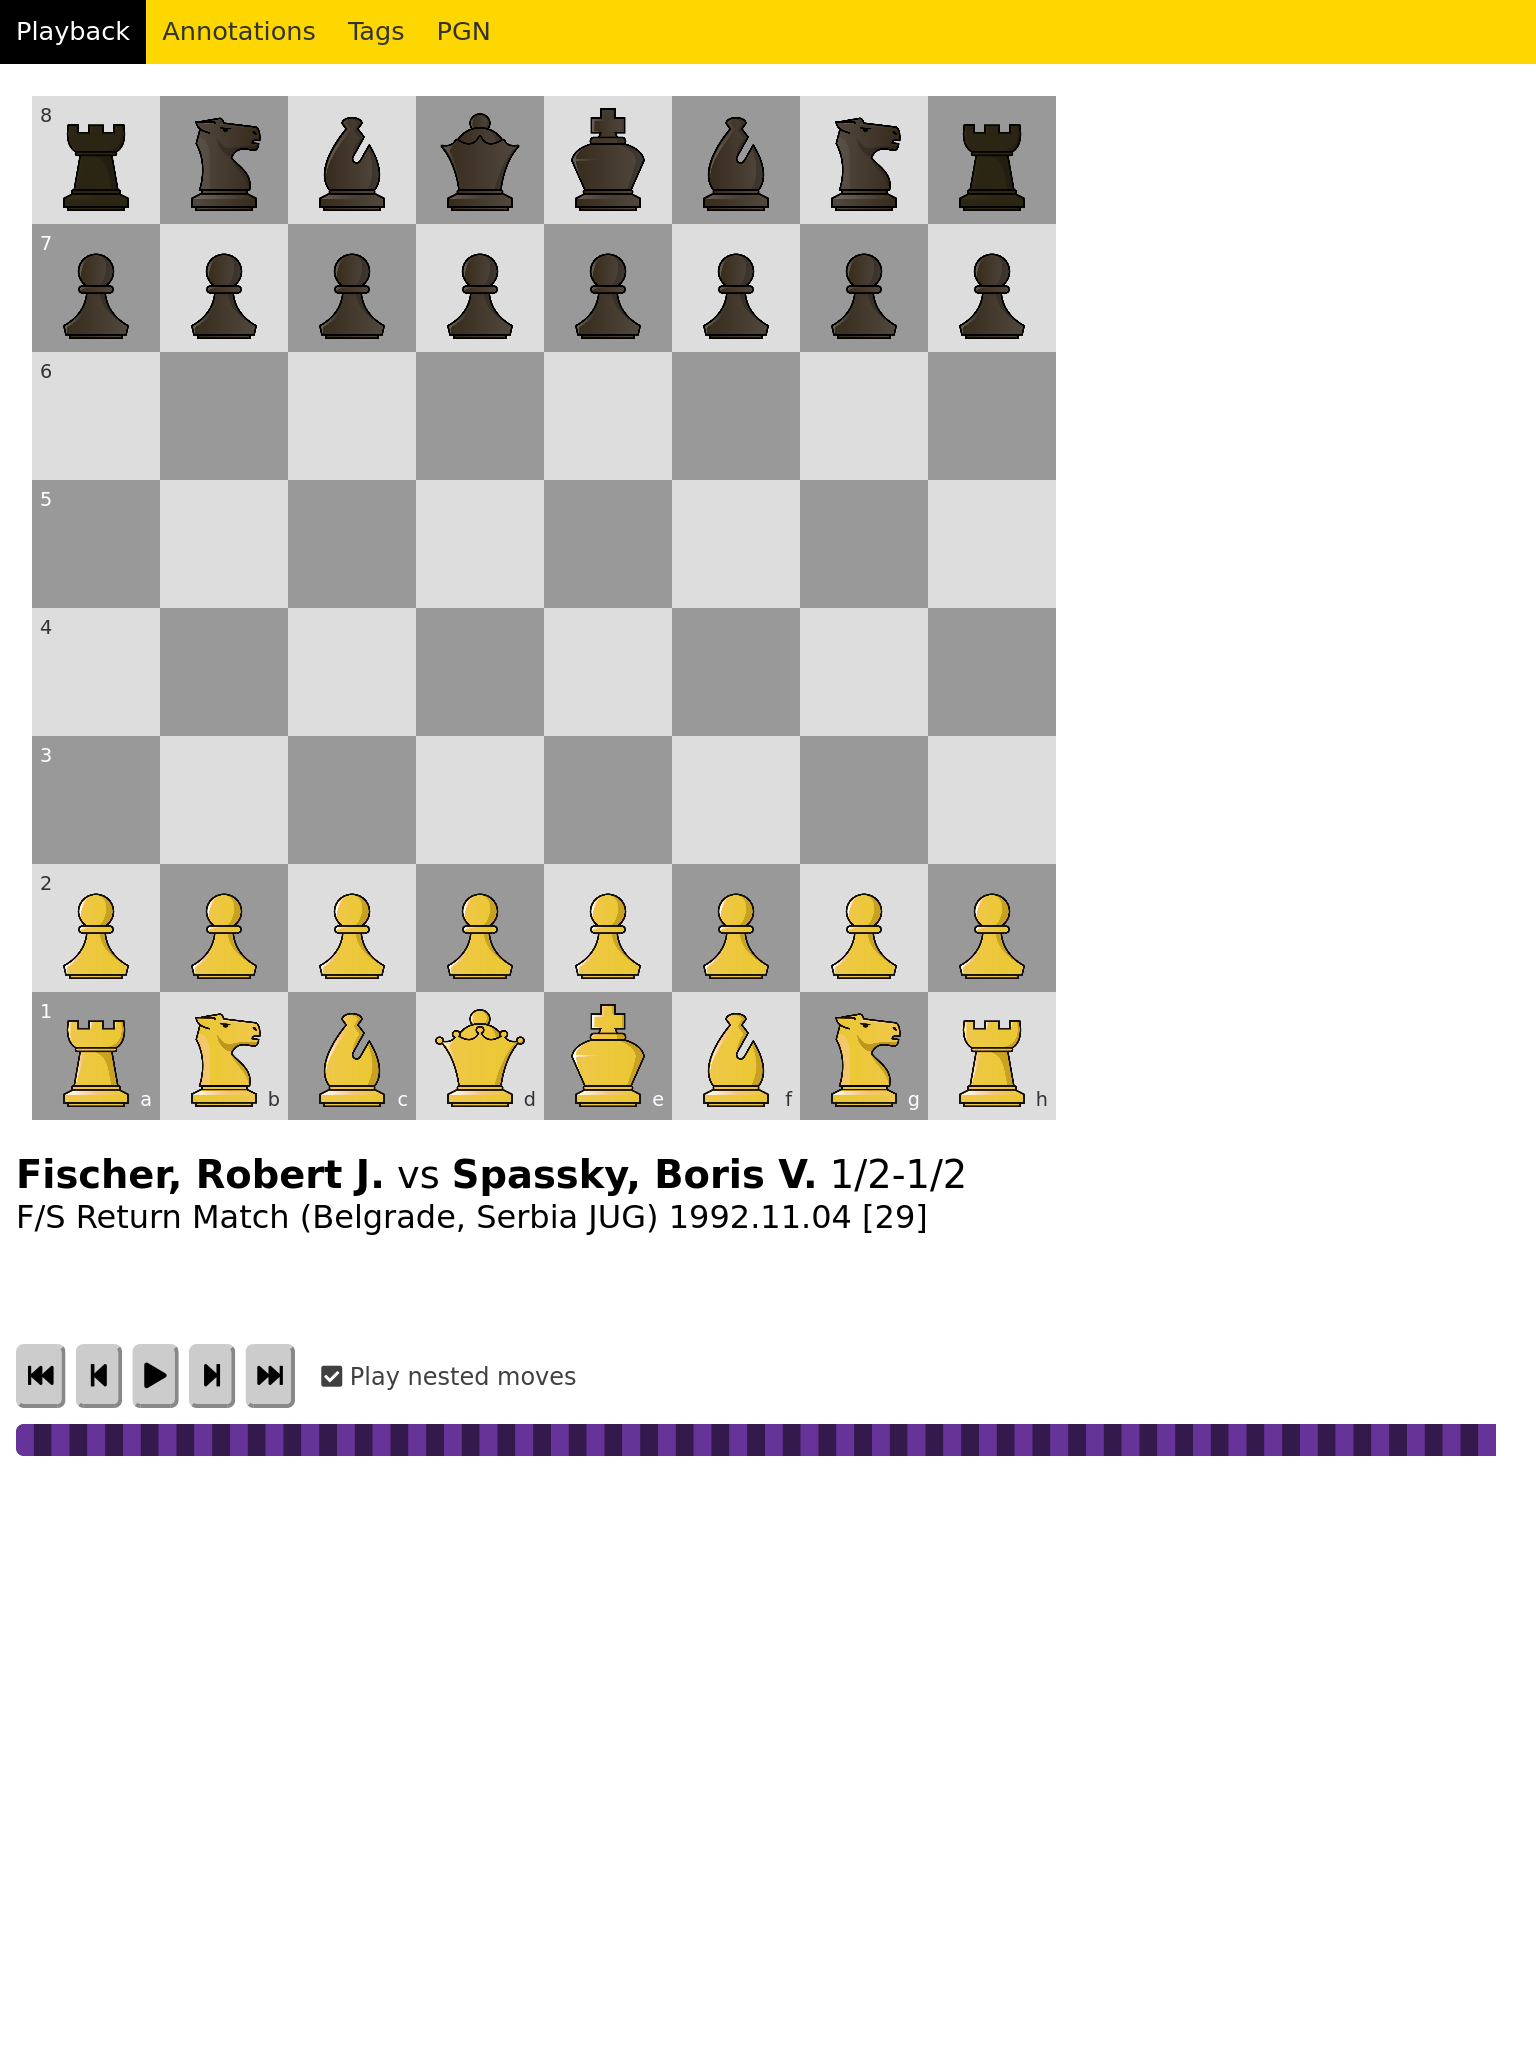 Playback Annotations Tags PGN
8
7
6
5
4
3
2
1
a b c d e f g h
Fischer, Robert J. vs Spassky, Boris V. 1/2-1/2
F/S Return Match (Belgrade, Serbia JUG) 1992.11.04 [29]
Play nested moves